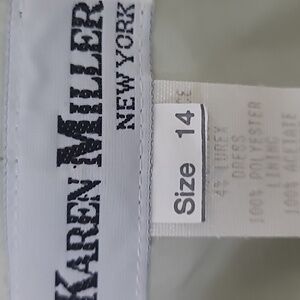 KAREN MILLER
NEW YORK
Size 14
4% LUREX
DRESS
100% POLYESTER
LINING
100% ACETATE